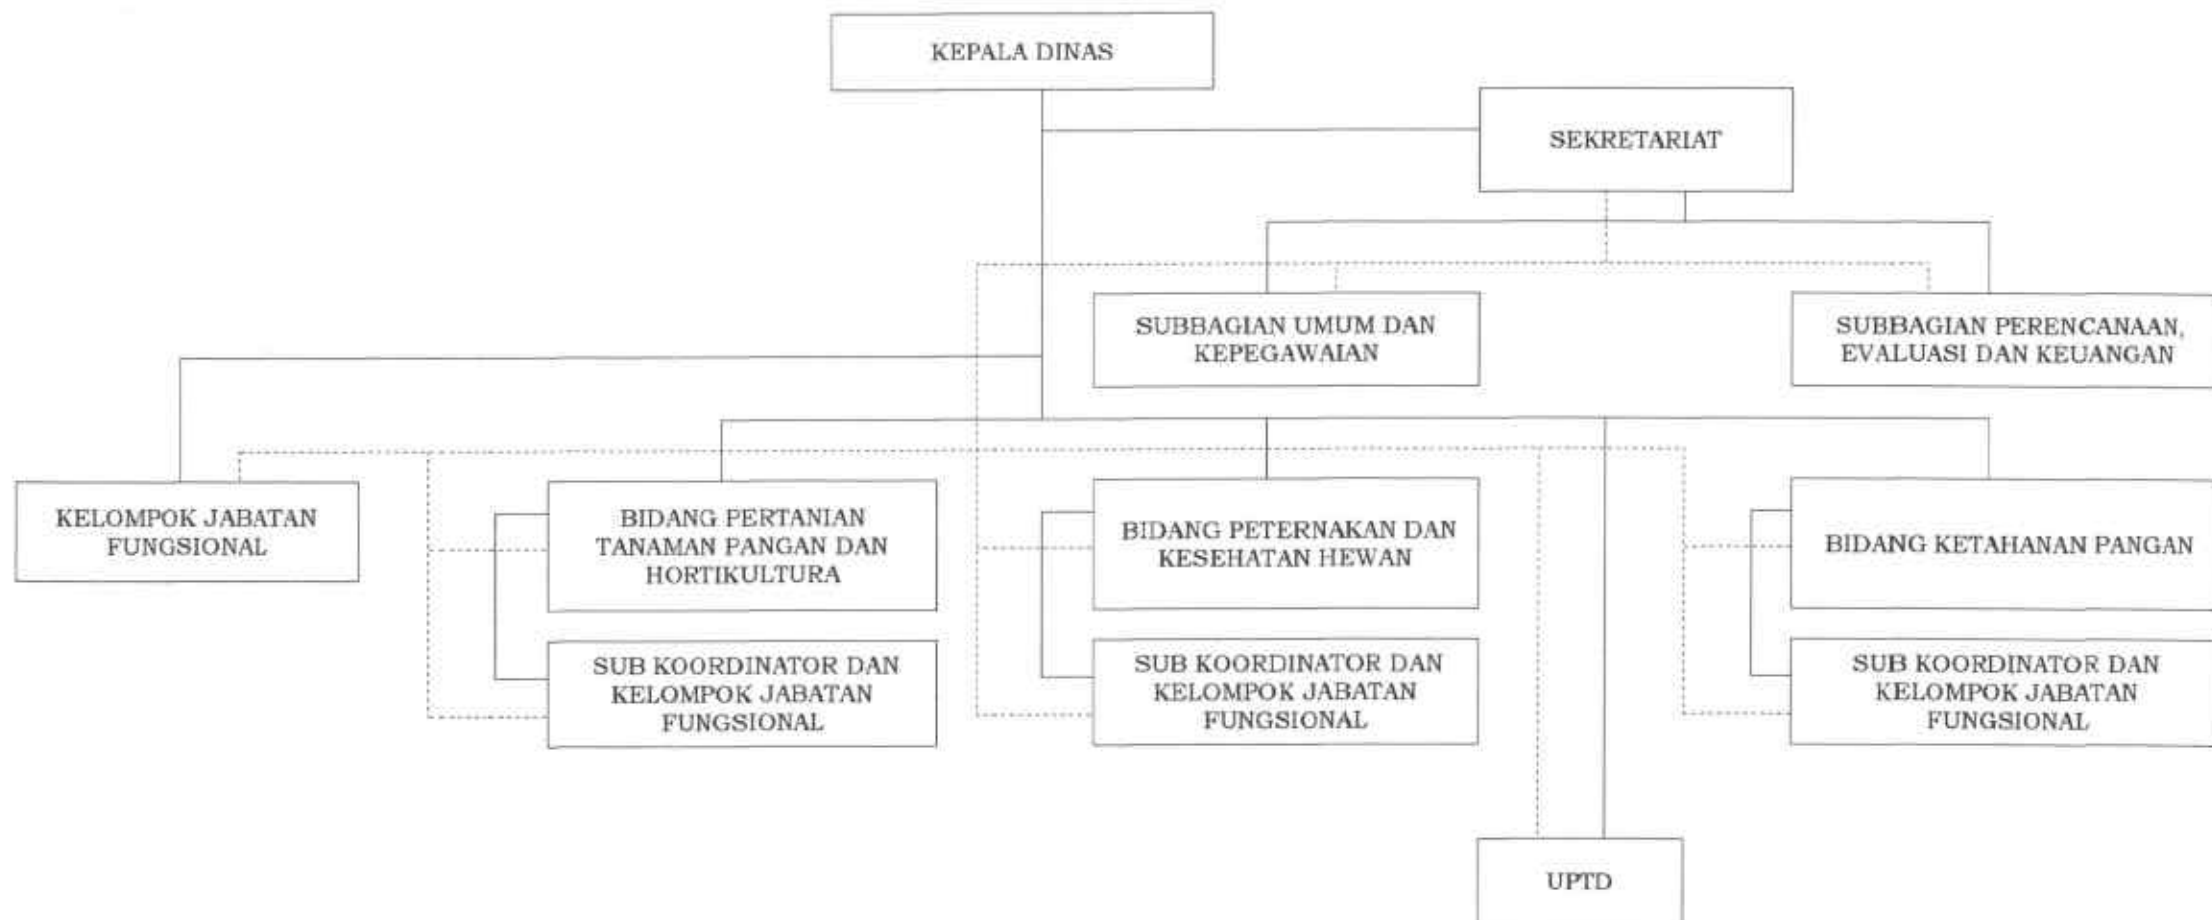 KEPALA DINAS
SEKRETARIAT
SUBBAGIAN UMUM DAN
KEPEGAWAIAN
SUBBAGIAN PERENCANAAN,
EVALUASI DAN KEUANGAN
KELOMPOK JABATAN
FUNGSIONAL
BIDANG PERTANIAN
TANAMAN PANGAN DAN
HORTIKULTURA
BIDANG PETERNAKAN DAN
KESEHATAN HEWAN
BIDANG KETAHANAN PANGAN
SUB KOORDINATOR DAN
KELOMPOK JABATAN
FUNGSIONAL
SUB KOORDINATOR DAN
KELOMPOK JABATAN
FUNGSIONAL
SUB KOORDINATOR DAN
KELOMPOK JABATAN
FUNGSIONAL
UPTD